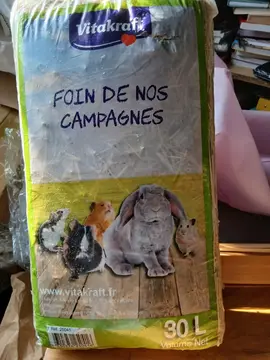 Vitakraft
FOIN DE NOS
CAMPAGNES
www.vitakraft.fr
30 L
Volume Net